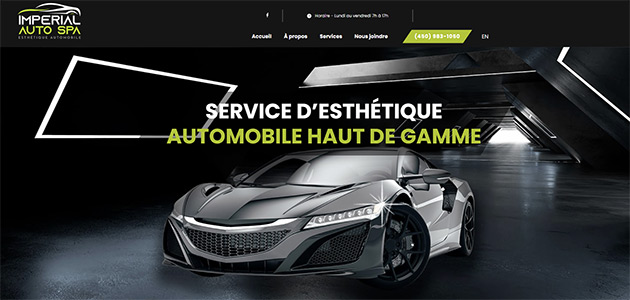 IMPERIAL
AUTO SPA
ESTHÉTIQUE AUTOMOBILE
Horaire - Lundi au vendredi 7h à 17h
Accueil À propos Services Nous joindre (450) 983-1050 EN
SERVICE D'ESTHÉTIQUE
AUTOMOBILE HAUT DE GAMME